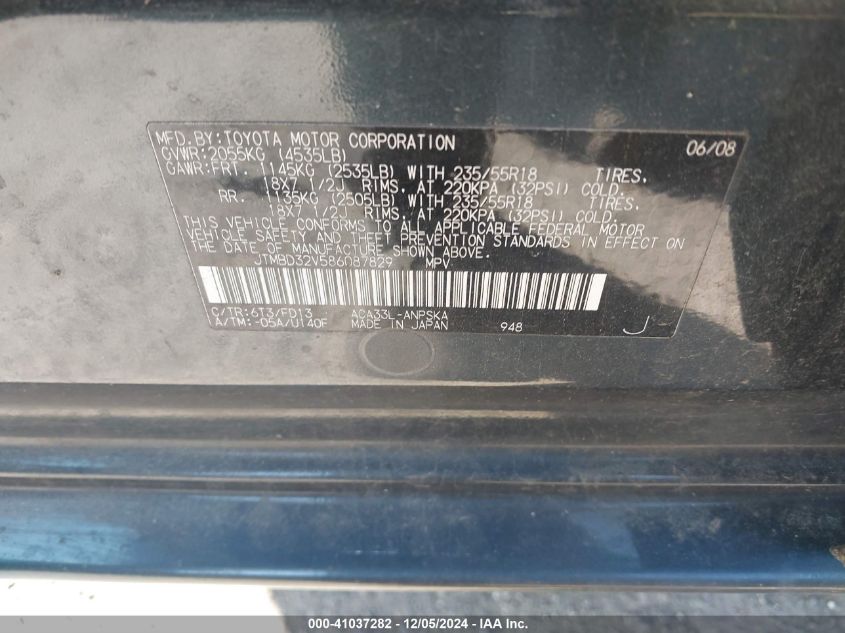 MFD.BY:TOYOTA MOTOR CORPORATION 06/08
GVWR:2055KG (4535LB)
GAWR:FRT. 1145KG (2535LB) WITH 235/55R18 TIRES,
18X7 1/2J RIMS, AT 220KPA (32PSI) COLD.
RR. 1135KG (2505LB) WITH 235/55R18 TIRES,
18X7 1/2J RIMS, AT 220KPA (32PSI) COLD.
THIS VEHICLE CONFORMS TO ALL APPLICABLE FEDERAL MOTOR
VEHICLE SAFETY AND THEFT PREVENTION STANDARDS IN EFFECT ON
THE DATE OF MANUFACTURE SHOWN ABOVE.
JTMBD32V586087829 MPV
C/TR:6T3/FD13 ACA33L-ANPSKA
A/TM:-05A/U140F MADE IN JAPAN 948 J
000-41037282 - 12/05/2024 - IAA Inc.